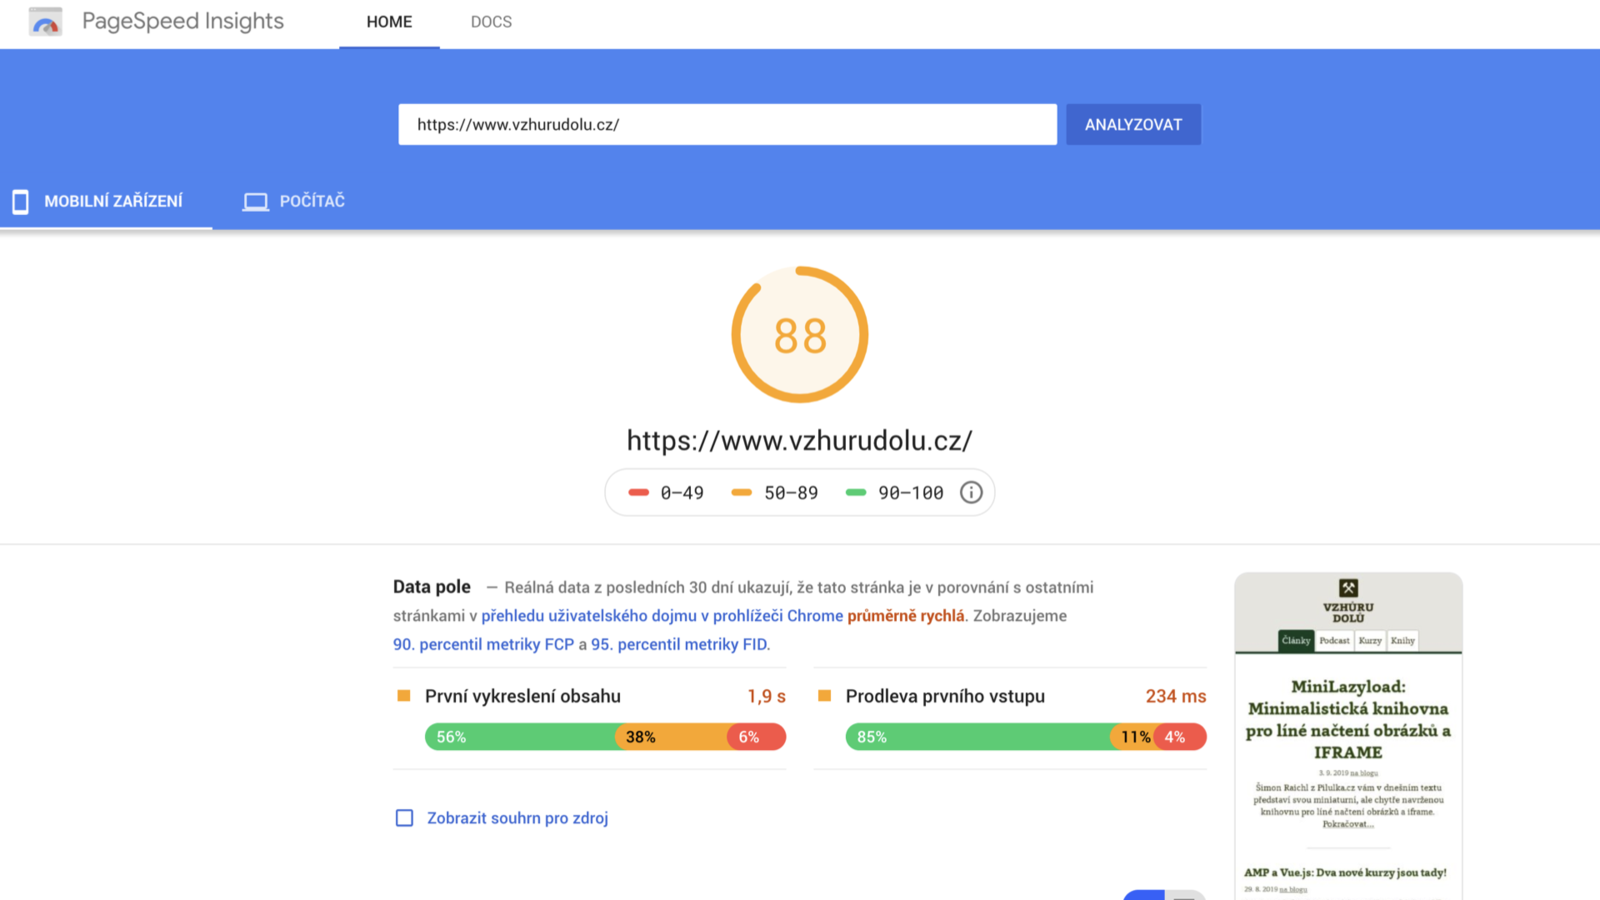 PageSpeed Insights
HOME
DOCS
https://www.vzhurudolu.cz/
ANALYZOVAT
MOBILNÍ ZAŘÍZENÍ
POČÍTAČ
88
https://www.vzhurudolu.cz/
0–49
50–89
90–100
Data pole — Reálná data z posledních 30 dní ukazují, že tato stránka je v porovnání s ostatními
stránkami v přehledu uživatelského dojmu v prohlížeči Chrome průměrně rychlá. Zobrazujeme
90. percentil metriky FCP a 95. percentil metriky FID.
První vykreslení obsahu 1,9 s
56% 38% 6%
Prodleva prvního vstupu 234 ms
85% 11% 4%
Zobrazit souhrn pro zdroj
VZHŮRU
DOLŮ
Články Podcast Kurzy Knihy
MiniLazyload:
Minimalistická knihovna
pro líné načtení obrázků a
IFRAME
3. 9. 2019 na blogu
Šimon Raichl z Pilulka.cz vám v dnešním textu
představí svou miniaturní, ale chytře navrženou
knihovnu pro líné načtení obrázků a iframe.
Pokračovat...
AMP a Vue.js: Dva nové kurzy jsou tady!
29. 8. 2019 na blogu